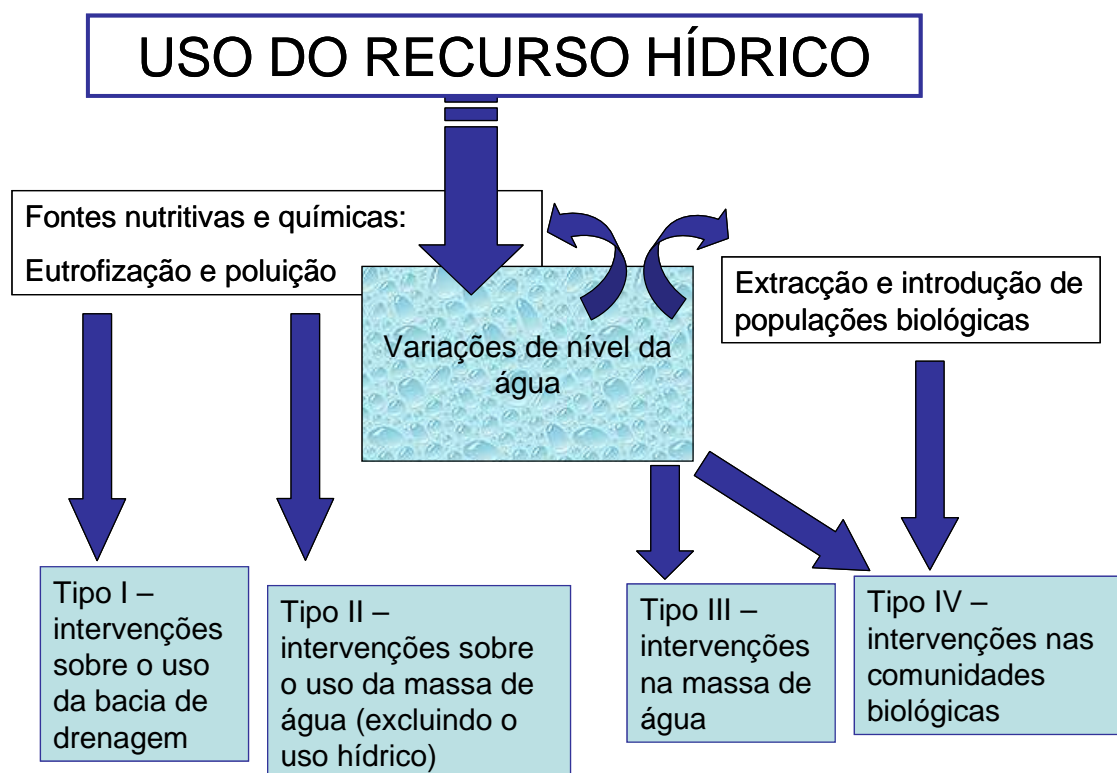 USO DO RECURSO HÍDRICO
Fontes nutritivas e químicas:
Eutrofização e poluição
Variações de nível da
água
Extracção e introdução de
populações biológicas
Tipo I –
intervenções
sobre o uso
da bacia de
drenagem
Tipo II –
intervenções sobre
o uso da massa de
água (excluindo o
uso hídrico)
Tipo III –
intervenções
na massa de
água
Tipo IV –
intervenções nas
comunidades
biológicas